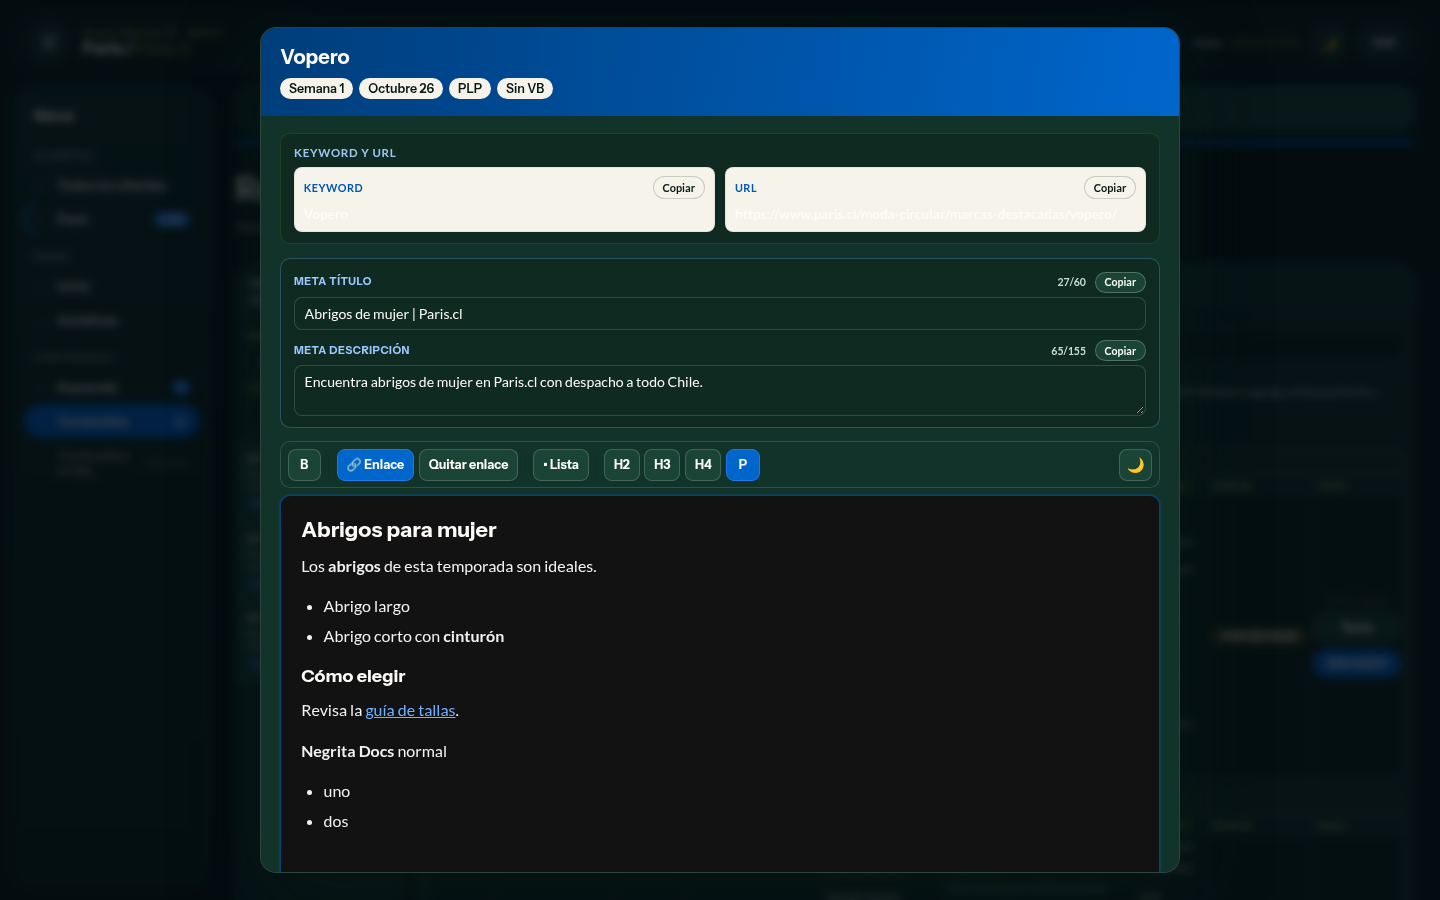 Vopero
Semana 1 Octubre 26 PLP Sin VB
KEYWORD Y URL
KEYWORD Copiar
Vopero
URL Copiar
https://www.paris.cl/moda-circular/marcas-destacadas/vopero/
META TÍTULO 27/60 Copiar
Abrigos de mujer | Paris.cl
META DESCRIPCIÓN 65/155 Copiar
Encuentra abrigos de mujer en Paris.cl con despacho a todo Chile.
B 🔗 Enlace Quitar enlace • Lista H2 H3 H4 P 🌙
Abrigos para mujer
Los abrigos de esta temporada son ideales.
• Abrigo largo
• Abrigo corto con cinturón
Cómo elegir
Revisa la guía de tallas.
Negrita Docs normal
• uno
• dos